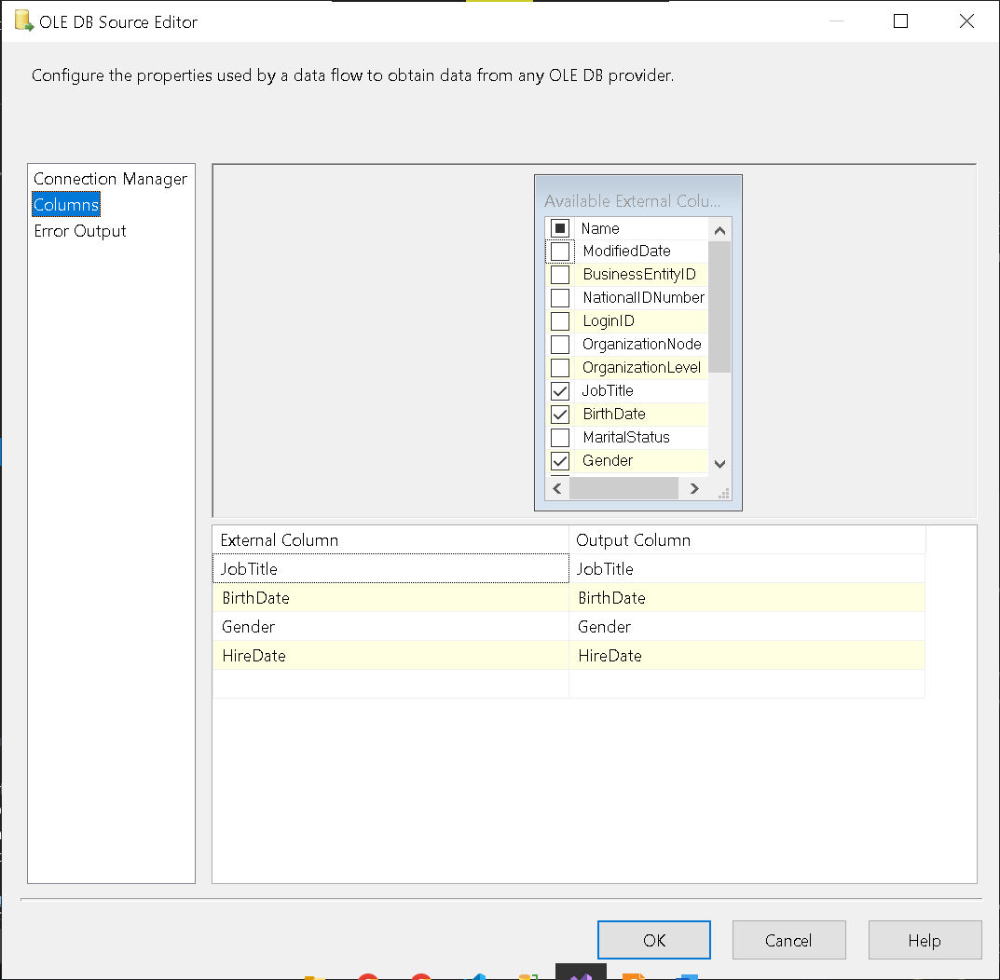 OLE DB Source Editor
Configure the properties used by a data flow to obtain data from any OLE DB provider.
Connection Manager
Columns
Error Output
Available External Colu...
Name
ModifiedDate
BusinessEntityID
NationalIDNumber
LoginID
OrganizationNode
OrganizationLevel
JobTitle
BirthDate
MaritalStatus
Gender
External Column Output Column
JobTitle JobTitle
BirthDate BirthDate
Gender Gender
HireDate HireDate
OK Cancel Help